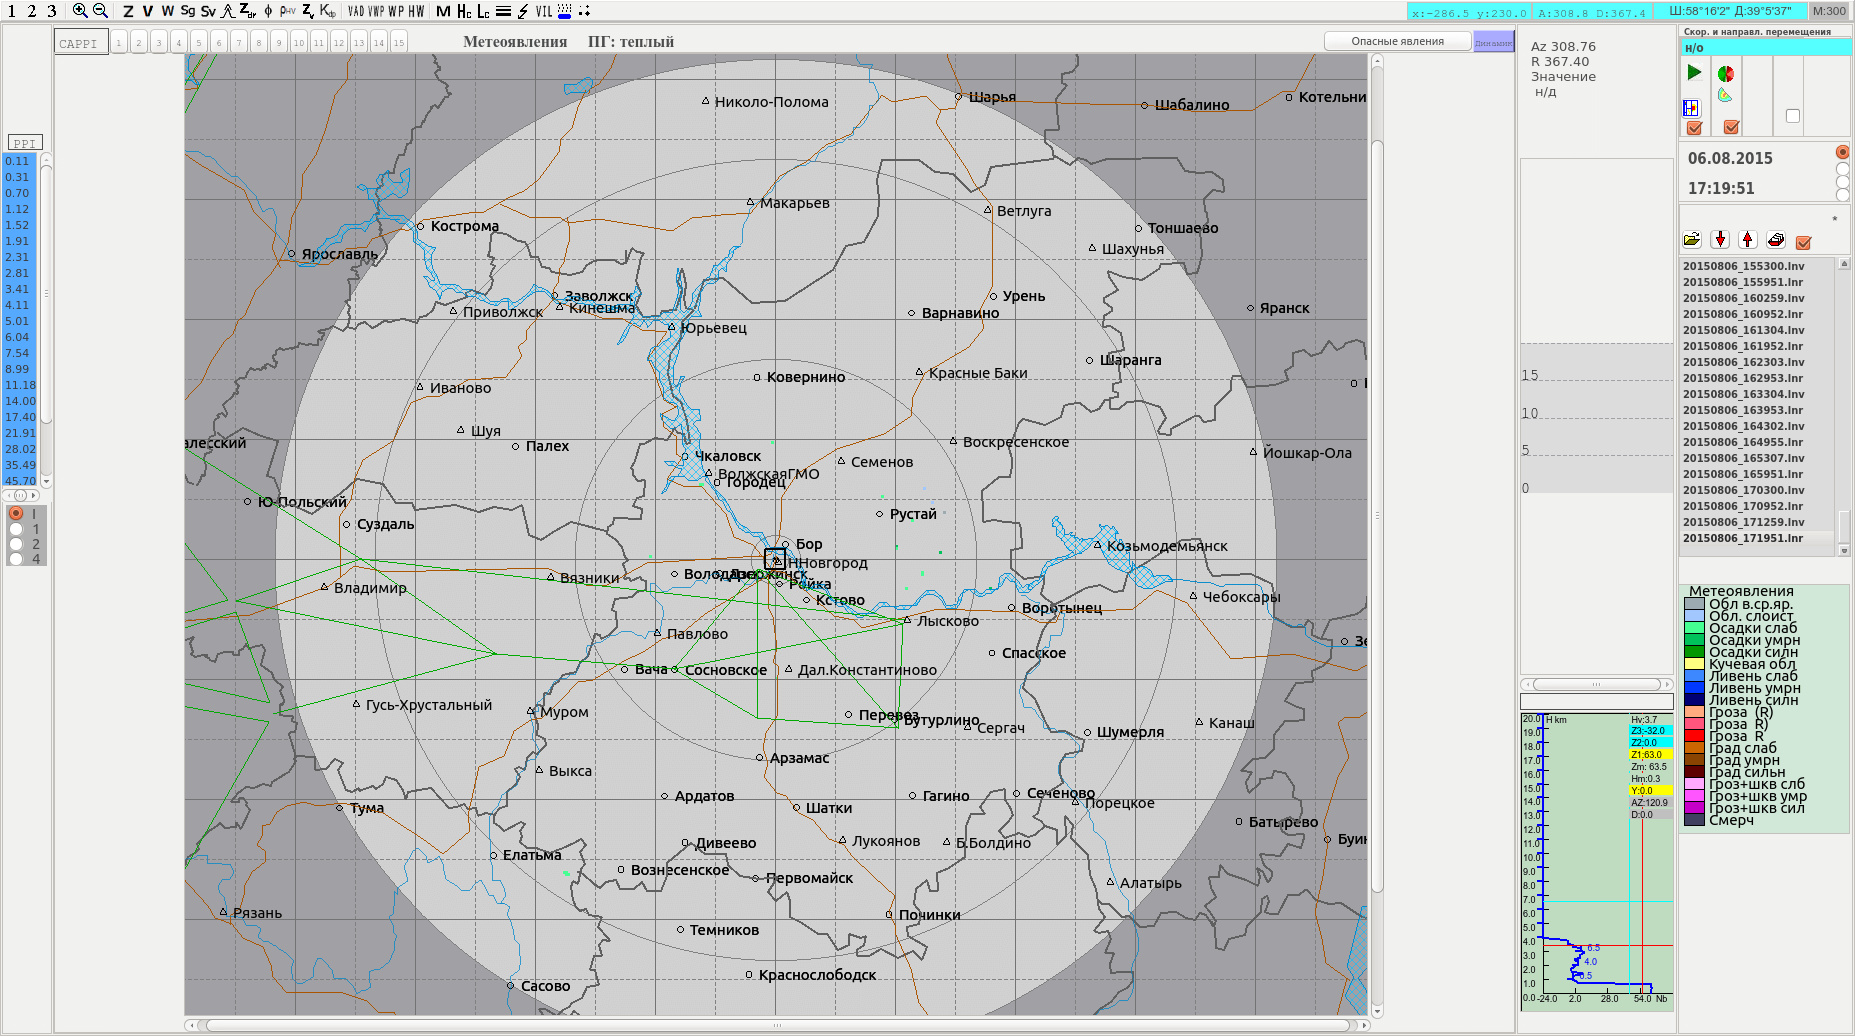 1 2 3 Z V W Sg Sv Z dr ф PHV Z v K dp VAD VWP WP HW M Hc Lc VIL
x:-286.5 y:230.0 A:308.8 D:367.4 Ш:58°16'2" Д:39°5'37" M:300
CAPPI 1 2 3 4 5 6 7 8 9 10 11 12 13 14 15
Метеоявления ПГ: теплый
Опасные явления Динамик
PPI
0.11
0.31
0.70
1.12
1.52
1.91
2.31
2.81
3.41
4.11
5.01
6.04
7.54
8.99
11.18
14.00
17.40
21.91
28.02
35.49
45.70
I
1
2
4
Николо-Полома
Шарья
Шабалино
Котельни
Макарьев
Ветлуга
Кострома
Тоншаево
Шахунья
Ярославль
Заволжск
Кинешма
Приволжск
Урень
Варнавино
Яранск
Юрьевец
Шаранга
Ковернино
Красные Баки
Иваново
Шуя
Палех
Воскресенское
алесский
Йошкар-Ола
Чкаловск
Семенов
ВолжскаяГМО
Городец
Ю-Польский
Суздаль
Рустай
Бор
Козьмодемьянск
ННовгород
Вязники
Дзержинск
Ройка
Владимир
Кстово
Чебоксары
Воротынец
Лысково
Павлово
Спасское
Зе
Вача
Сосновское
Дал.Константиново
Гусь-Хрустальный
Муром
Перевоз
Бутурлино
Сергач
Канаш
Шумерля
Арзамас
Выкса
Ардатов
Гагино
Сеченово
Порецкое
Тума
Шатки
Батырево
Дивеево
Лукоянов
Б.Болдино
Буин
Елатьма
Вознесенское
Первомайск
Алатырь
Рязань
Починки
Темников
Краснослободск
Сасово
Az 308.76
R 367.40
Значение
н/д
15
10
5
0
Скор. и направл. перемещения
н/о
06.08.2015
17:19:51
*
20150806_155300.lnv
20150806_155951.lnr
20150806_160259.lnv
20150806_160952.lnr
20150806_161304.lnv
20150806_161952.lnr
20150806_162303.lnv
20150806_162953.lnr
20150806_163304.lnv
20150806_163953.lnr
20150806_164302.lnv
20150806_164955.lnr
20150806_165307.lnv
20150806_165951.lnr
20150806_170300.lnv
20150806_170952.lnr
20150806_171259.lnv
20150806_171951.lnr
Метеоявления
Обл в.ср.яр.
Обл. слоист
Осадки слаб
Осадки умрн
Осадки силн
Кучевая обл
Ливень слаб
Ливень умрн
Ливень силн
Гроза (R)
Гроза R)
Гроза R
Град слаб
Град умрн
Град сильн
Гроз+шкв слб
Гроз+шкв умр
Гроз+шкв сил
Смерч
H km
20.0
19.0
18.0
17.0
16.0
15.0
14.0
13.0
12.0
11.0
10.0
9.0
8.0
7.0
6.0
5.0
4.0
3.0
2.0
1.0
0.0
Hv:3.7
Z3:-32.0
Z2:0.0
Z1:63.0
Zm: 63.5
Hm:0.3
Y:0.0
AZ:120.9
D:0.0
6.5
4.0
-24.0 2.0 28.0 54.0 Nb